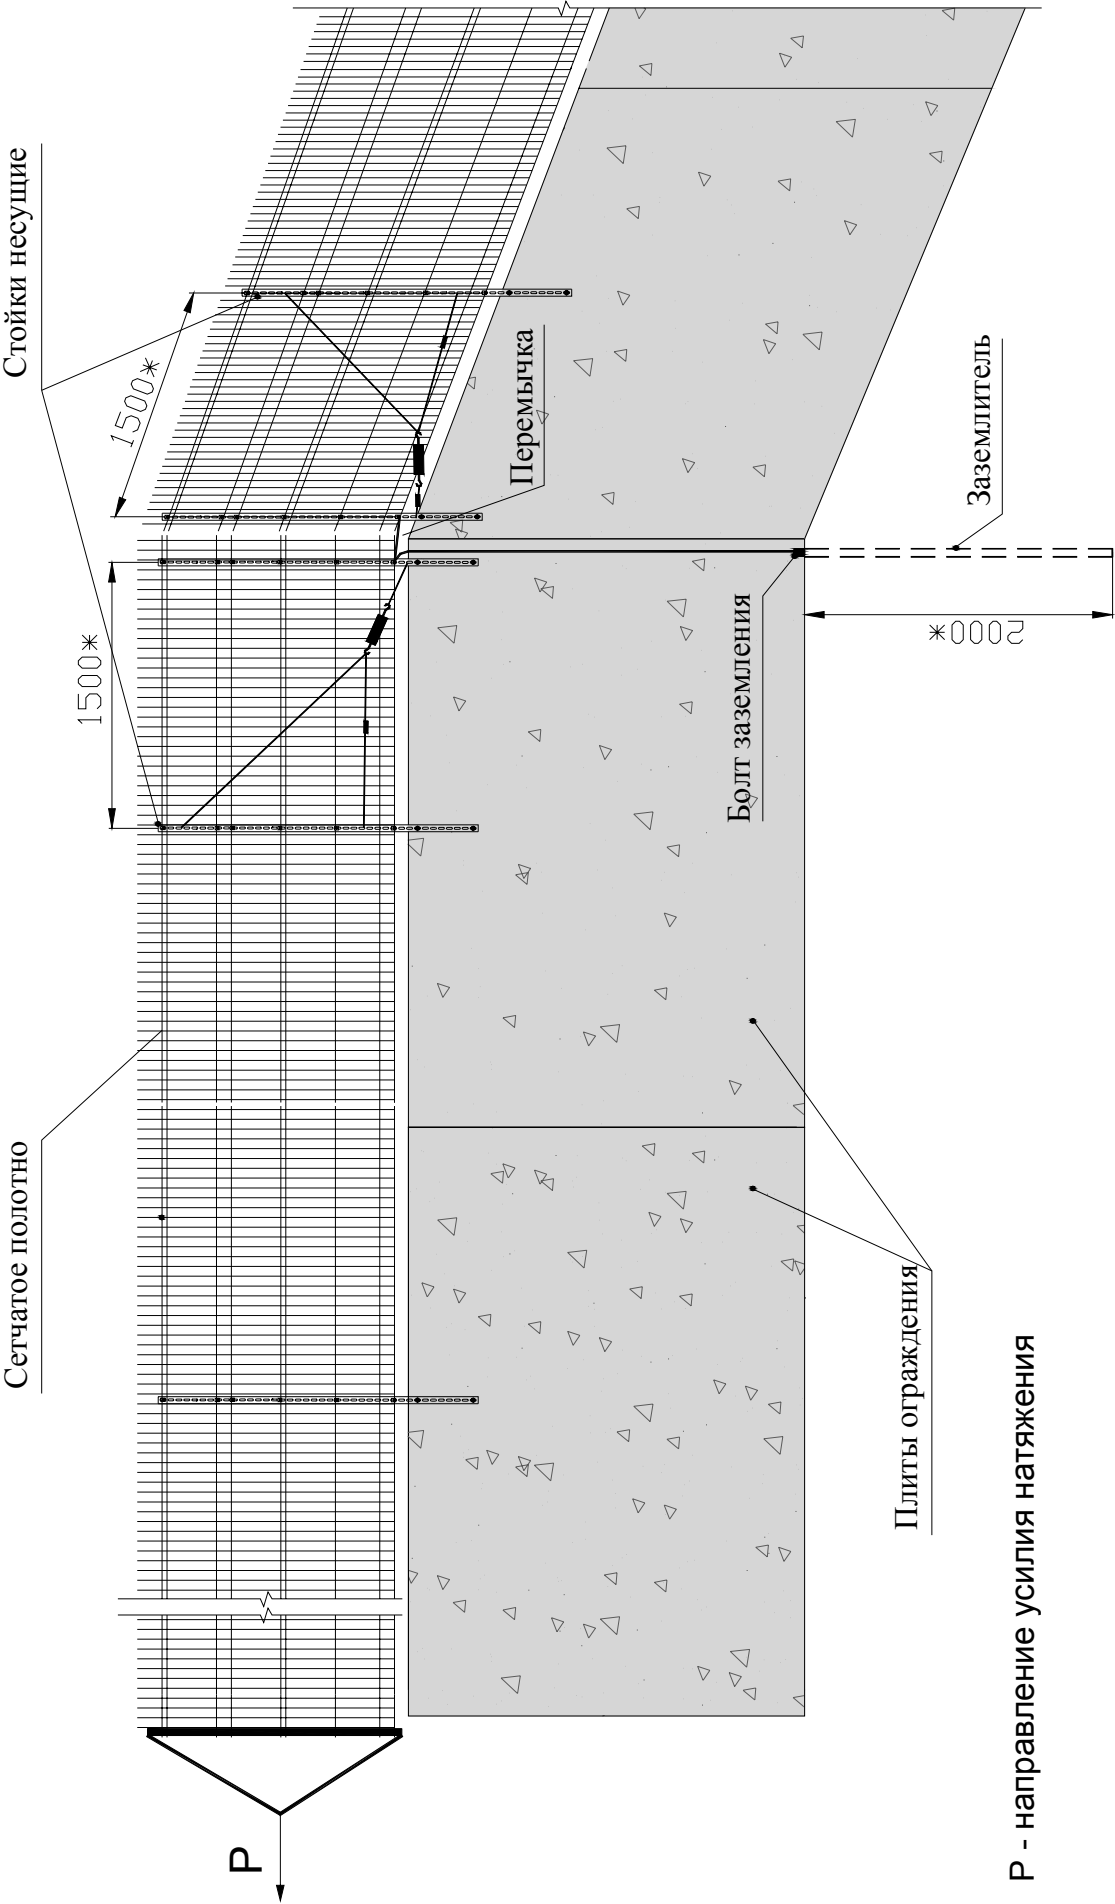 Сетчатое полотно
Стойки несущие
1500*
1500*
Перемычка
Р
Болт заземления
Заземлитель
2000*
Плиты ограждения
Р - направление усилия натяжения